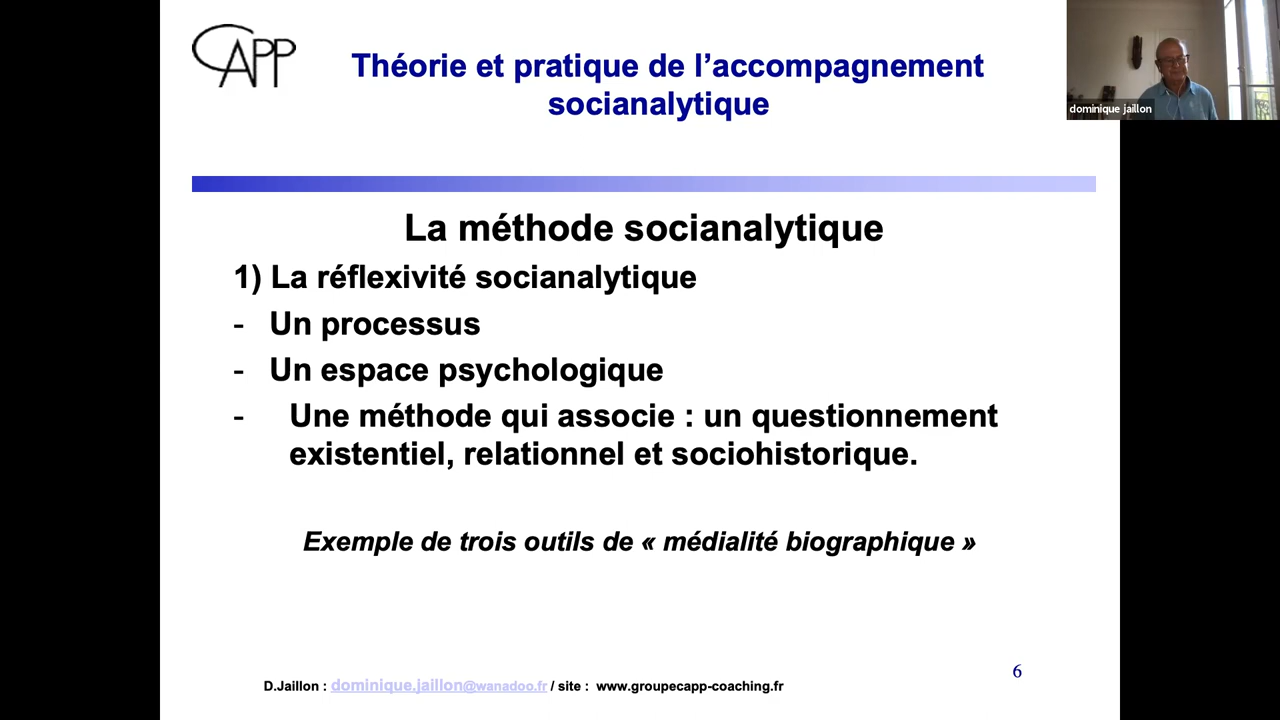 CAPP
Théorie et pratique de l’accompagnement
socianalytique
dominique jaillon
La méthode socianalytique
1) La réflexivité socianalytique
- Un processus
- Un espace psychologique
- Une méthode qui associe : un questionnement
existentiel, relationnel et sociohistorique.
Exemple de trois outils de « médialité biographique »
6
D.Jaillon : dominique.jaillon@wanadoo.fr / site : www.groupecapp-coaching.fr